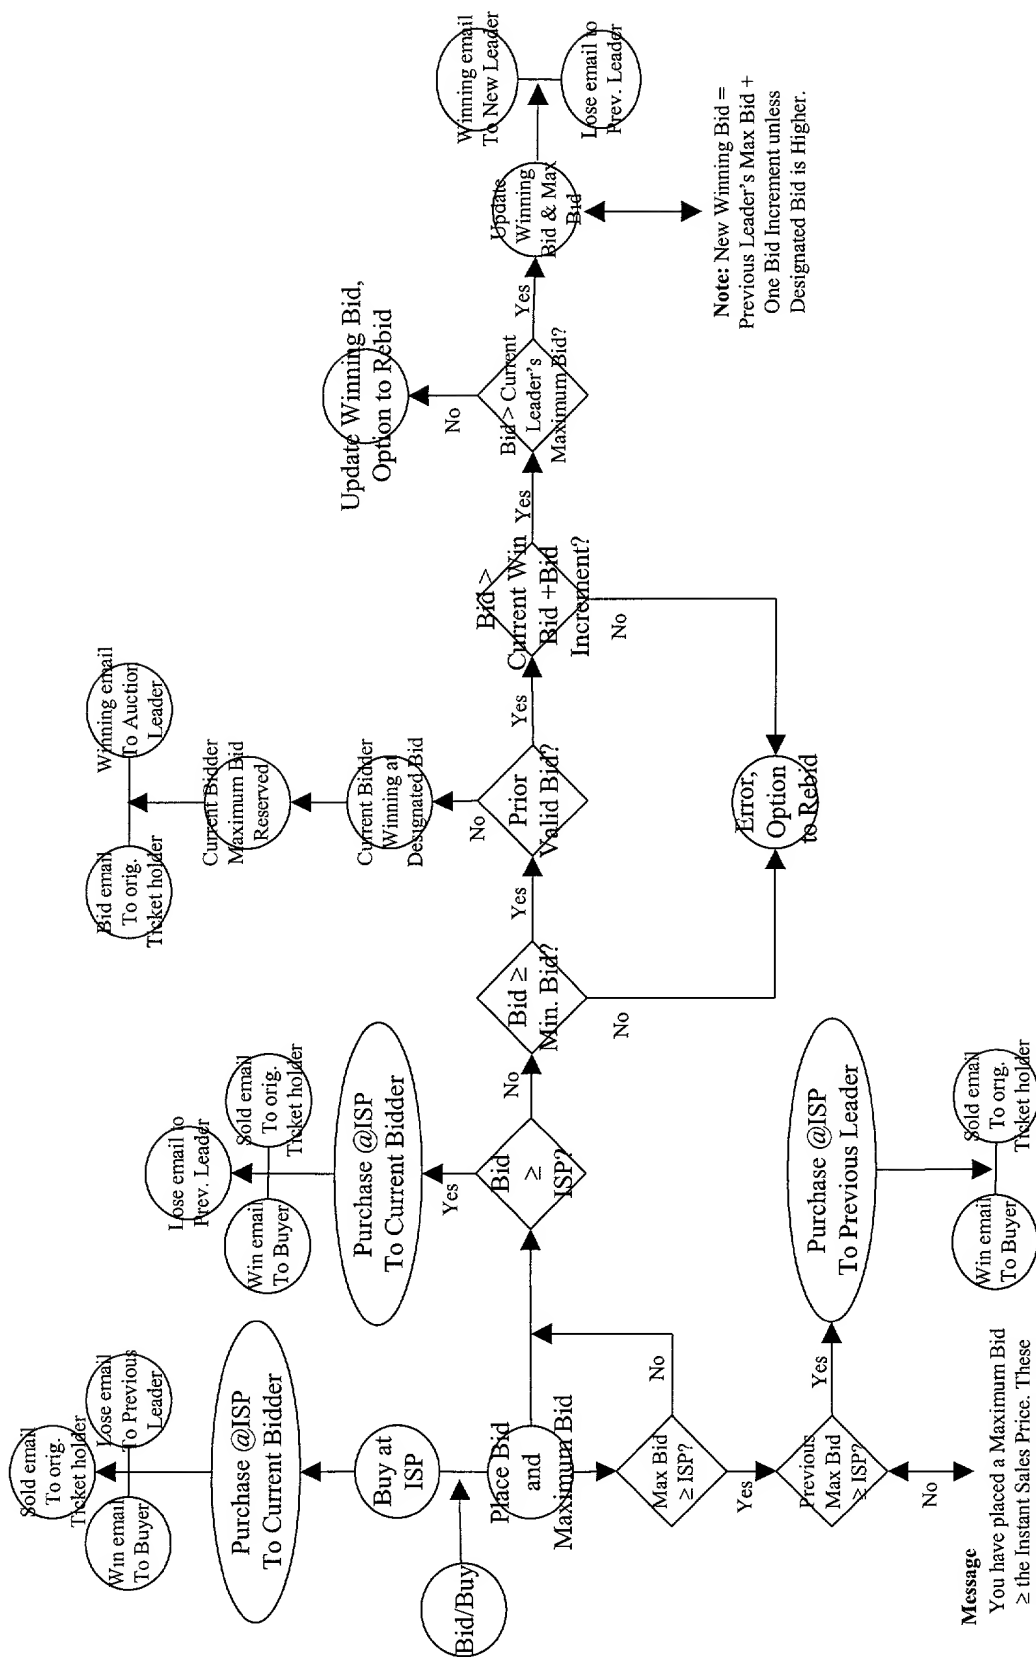 Bid/Buy
Buy at
ISP
Place Bid
and
Maximum Bid
Purchase @ISP
To Current Bidder
Win email
To Buyer
Sold email
To orig.
Ticket holder
Lose email
To Previous
Leader
Max Bid
≥ ISP?
No
Yes
Previous
Max Bid
≥ ISP?
No
Yes
Message
You have placed a Maximum Bid
≥ the Instant Sales Price. These
Purchase @ISP
To Previous Leader
Win email
To Buyer
Sold email
To orig.
Ticket holder
Bid
≥
ISP?
Yes
No
Purchase @ISP
To Current Bidder
Win email
To Buyer
Lose email to
Prev. Leader
Sold email
To orig.
Ticket holder
Bid ≥
Min. Bid?
No
Yes
Error,
Option
to Rebid
Prior
Valid Bid?
No
Yes
Current Bidder
Winning at
Designated Bid
Current Bidder
Maximum Bid
Reserved
Bid email
To orig.
Ticket holder
Winning email
To Auction
Leader
Bid >
Current Win
Bid +Bid
Increment?
No
Yes
Bid > Current
Leader's
Maximum Bid?
No
Yes
Update Winning Bid,
Option to Rebid
Update
Winning
Bid & Max
Bid
Winning email
To New Leader
Lose email to
Prev. Leader
Note: New Winning Bid =
Previous Leader's Max Bid +
One Bid Increment unless
Designated Bid is Higher.